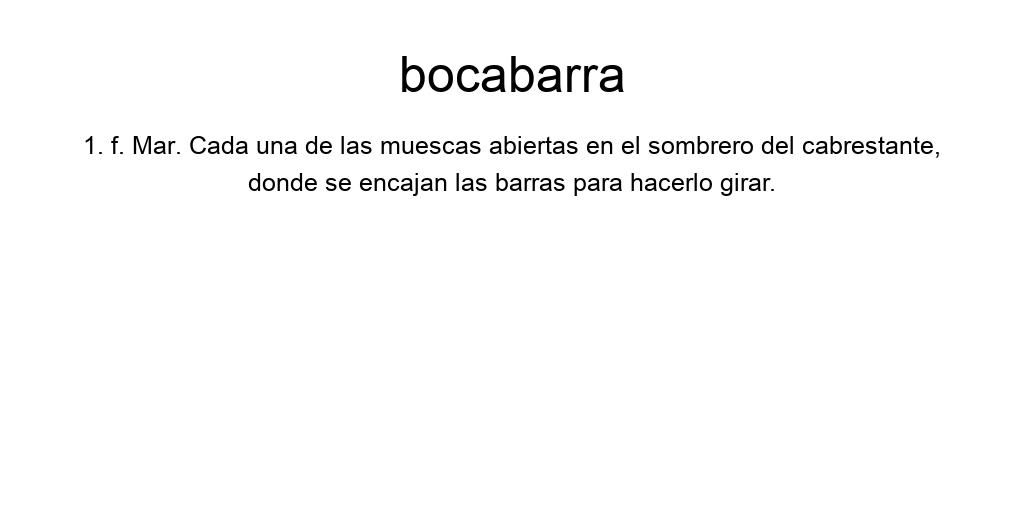 bocabarra
1. f. Mar. Cada una de las muescas abiertas en el sombrero del cabrestante,
donde se encajan las barras para hacerlo girar.